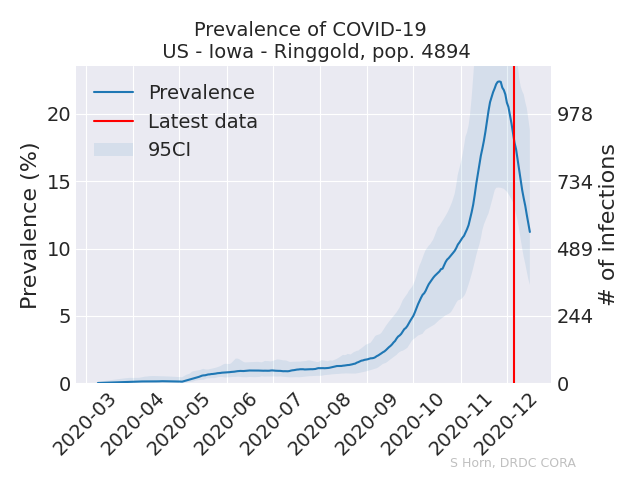 Prevalence of COVID-19
US - Iowa - Ringgold, pop. 4894
Prevalence
Latest data
95CI
Prevalence (%)
20
15
10
5
0
978
734
489
244
0
# of infections
2020-03
2020-04
2020-05
2020-06
2020-07
2020-08
2020-09
2020-10
2020-11
2020-12
S Horn, DRDC CORA